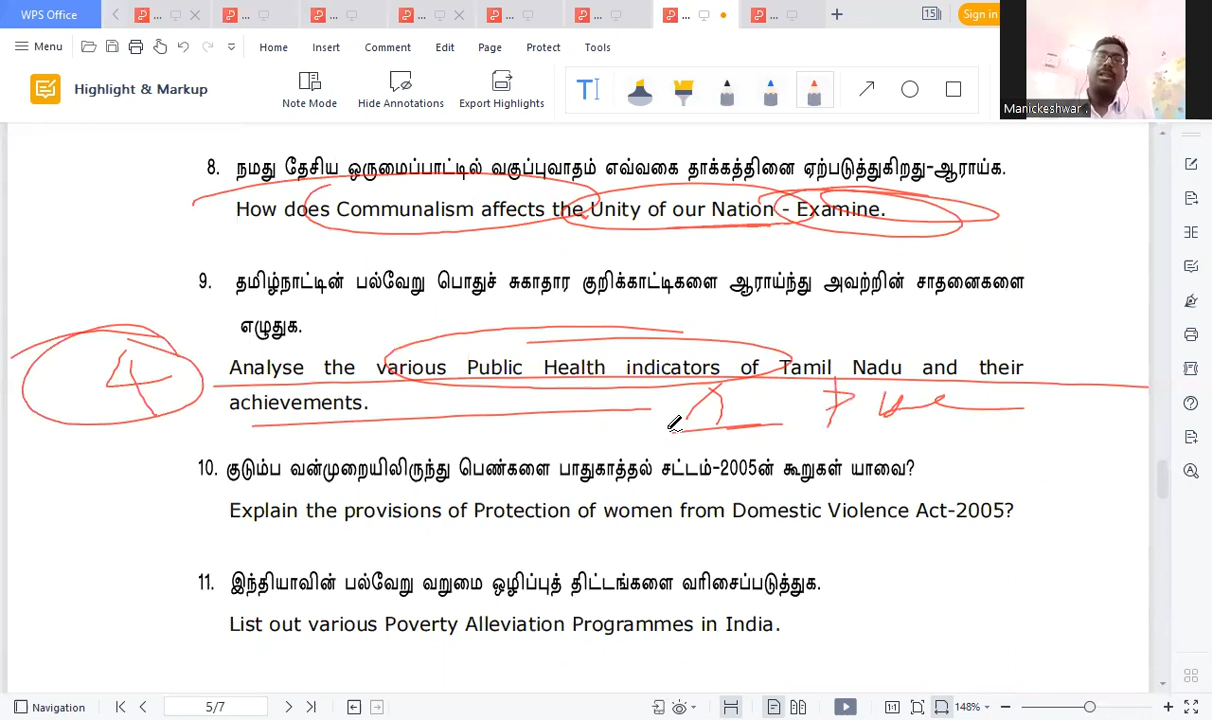 WPS Office
...
...
...
...
...
...
...
...
15
Sign in
Menu
Home
Insert
Comment
Edit
Page
Protect
Tools
Highlight & Markup
Note Mode
Hide Annotations
Export Highlights
T
Manickeshwar .
8. நமது தேசிய ஒருமைப்பாட்டில் வகுப்புவாதம் எவ்வகை தாக்கத்தினை ஏற்படுத்துகிறது-ஆராய்க.
How does Communalism affects the Unity of our Nation - Examine.
9. தமிழ்நாட்டின் பல்வேறு பொதுச் சுகாதார குறிக்காட்டிகளை ஆராய்ந்து அவற்றின் சாதனைகளை
எழுதுக.
4
Analyse the various Public Health indicators of Tamil Nadu and their
achievements.
10. குடும்ப வன்முறையிலிருந்து பெண்களை பாதுகாத்தல் சட்டம்-2005ன் கூறுகள் யாவை?
Explain the provisions of Protection of women from Domestic Violence Act-2005?
11. இந்தியாவின் பல்வேறு வறுமை ஒழிப்புத் திட்டங்களை வரிசைப்படுத்துக.
List out various Poverty Alleviation Programmes in India.
Navigation
5/7
1:1
148%